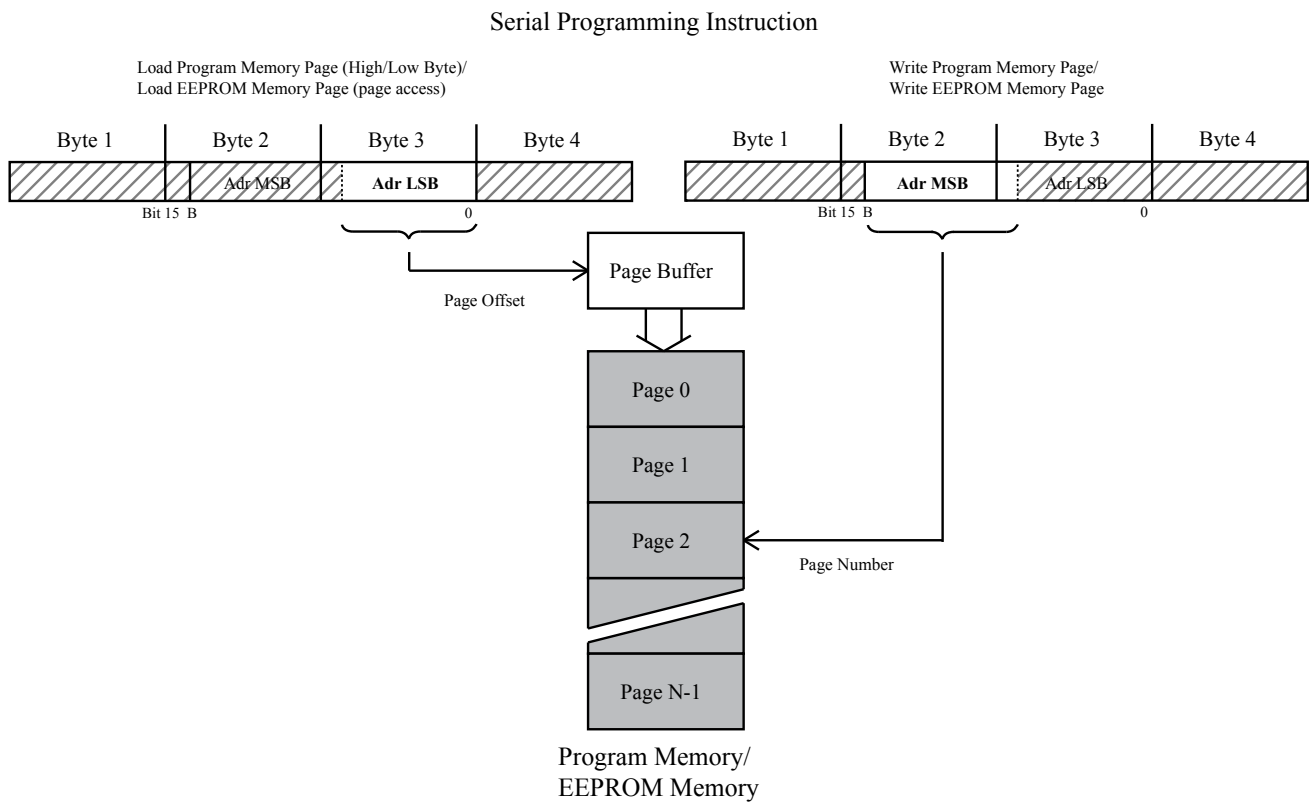 Serial Programming Instruction
Load Program Memory Page (High/Low Byte)/
Load EEPROM Memory Page (page access)
Write Program Memory Page/
Write EEPROM Memory Page
Byte 1 Byte 2 Byte 3 Byte 4
Byte 1 Byte 2 Byte 3 Byte 4
Adr MSB Adr LSB
Adr MSB Adr LSB
Bit 15 B 0
Bit 15 B 0
Page Buffer
Page Offset
Page 0
Page 1
Page 2
Page Number
Page N-1
Program Memory/
EEPROM Memory